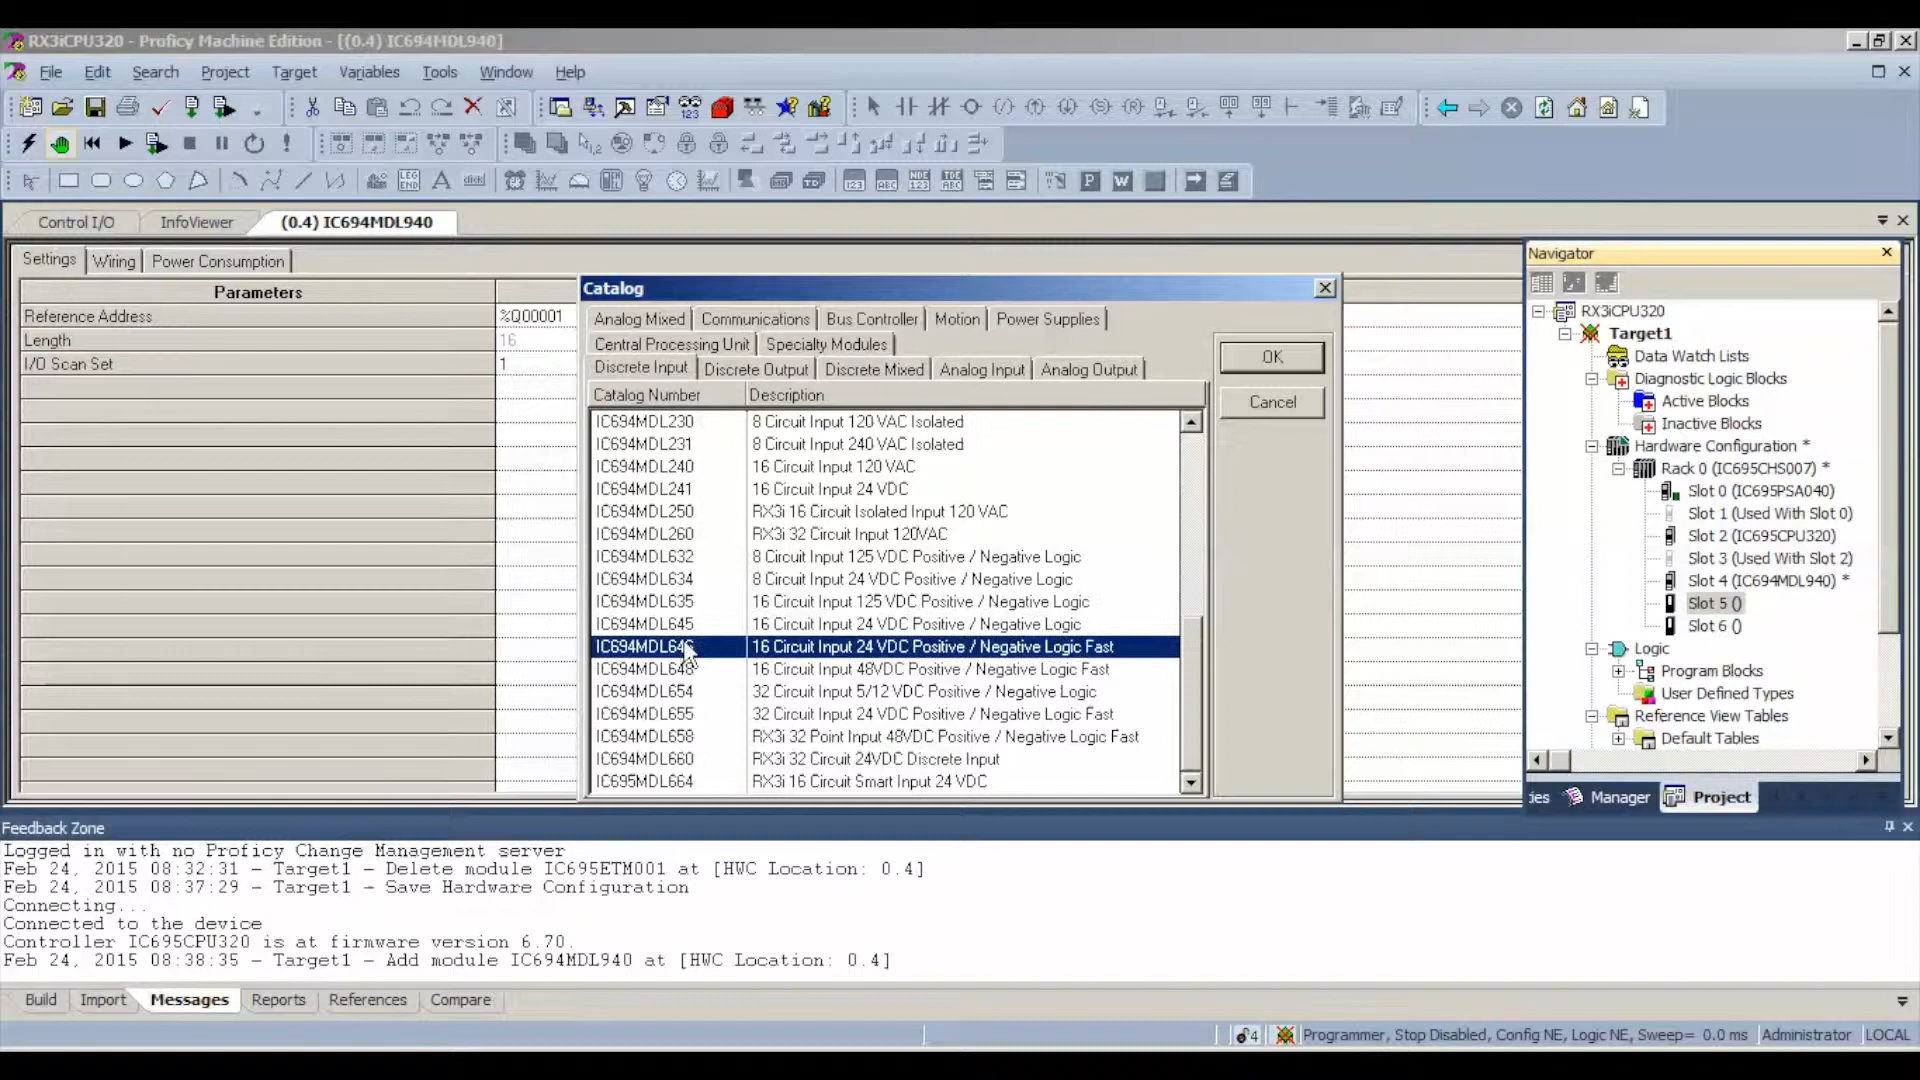 RX3iCPU320 - Proficy Machine Edition - [(0.4) IC694MDL940]
File Edit Search Project Target Variables Tools Window Help
Control I/O InfoViewer (0.4) IC694MDL940
Settings Wiring Power Consumption
Parameters
Reference Address %Q00001
Length 16
I/O Scan Set 1
Catalog
Analog Mixed Communications Bus Controller Motion Power Supplies
Central Processing Unit Specialty Modules
Discrete Input Discrete Output Discrete Mixed Analog Input Analog Output
Catalog Number Description
IC694MDL230 8 Circuit Input 120 VAC Isolated
IC694MDL231 8 Circuit Input 240 VAC Isolated
IC694MDL240 16 Circuit Input 120 VAC
IC694MDL241 16 Circuit Input 24 VDC
IC694MDL250 RX3i 16 Circuit Isolated Input 120 VAC
IC694MDL260 RX3i 32 Circuit Input 120VAC
IC694MDL632 8 Circuit Input 125 VDC Positive / Negative Logic
IC694MDL634 8 Circuit Input 24 VDC Positive / Negative Logic
IC694MDL635 16 Circuit Input 125 VDC Positive / Negative Logic
IC694MDL645 16 Circuit Input 24 VDC Positive / Negative Logic
IC694MDL646 16 Circuit Input 24 VDC Positive / Negative Logic Fast
IC694MDL648 16 Circuit Input 48VDC Positive / Negative Logic Fast
IC694MDL654 32 Circuit Input 5/12 VDC Positive / Negative Logic
IC694MDL655 32 Circuit Input 24 VDC Positive / Negative Logic Fast
IC694MDL658 RX3i 32 Point Input 48VDC Positive / Negative Logic Fast
IC694MDL660 RX3i 32 Circuit 24VDC Discrete Input
IC695MDL664 RX3i 16 Circuit Smart Input 24 VDC
OK
Cancel
Navigator
RX3iCPU320
Target1
Data Watch Lists
Diagnostic Logic Blocks
Active Blocks
Inactive Blocks
Hardware Configuration *
Rack 0 (IC695CHS007) *
Slot 0 (IC695PSA040)
Slot 1 (Used With Slot 0)
Slot 2 (IC695CPU320)
Slot 3 (Used With Slot 2)
Slot 4 (IC694MDL940) *
Slot 5 ()
Slot 6 ()
Logic
Program Blocks
User Defined Types
Reference View Tables
Default Tables
ies Manager Project
Feedback Zone
Logged in with no Proficy Change Management server
Feb 24, 2015 08:32:31 - Target1 - Delete module IC695ETM001 at [HWC Location: 0.4]
Feb 24, 2015 08:37:29 - Target1 - Save Hardware Configuration
Connecting...
Connected to the device
Controller IC695CPU320 is at firmware version 6.70.
Feb 24, 2015 08:38:35 - Target1 - Add module IC694MDL940 at [HWC Location: 0.4]
Build Import Messages Reports References Compare
4 Programmer, Stop Disabled, Config NE, Logic NE, Sweep= 0.0 ms Administrator LOCAL